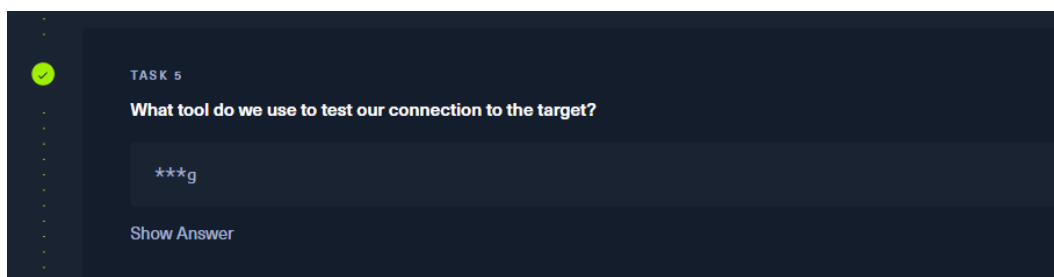 TASK 5
What tool do we use to test our connection to the target?
***g
Show Answer